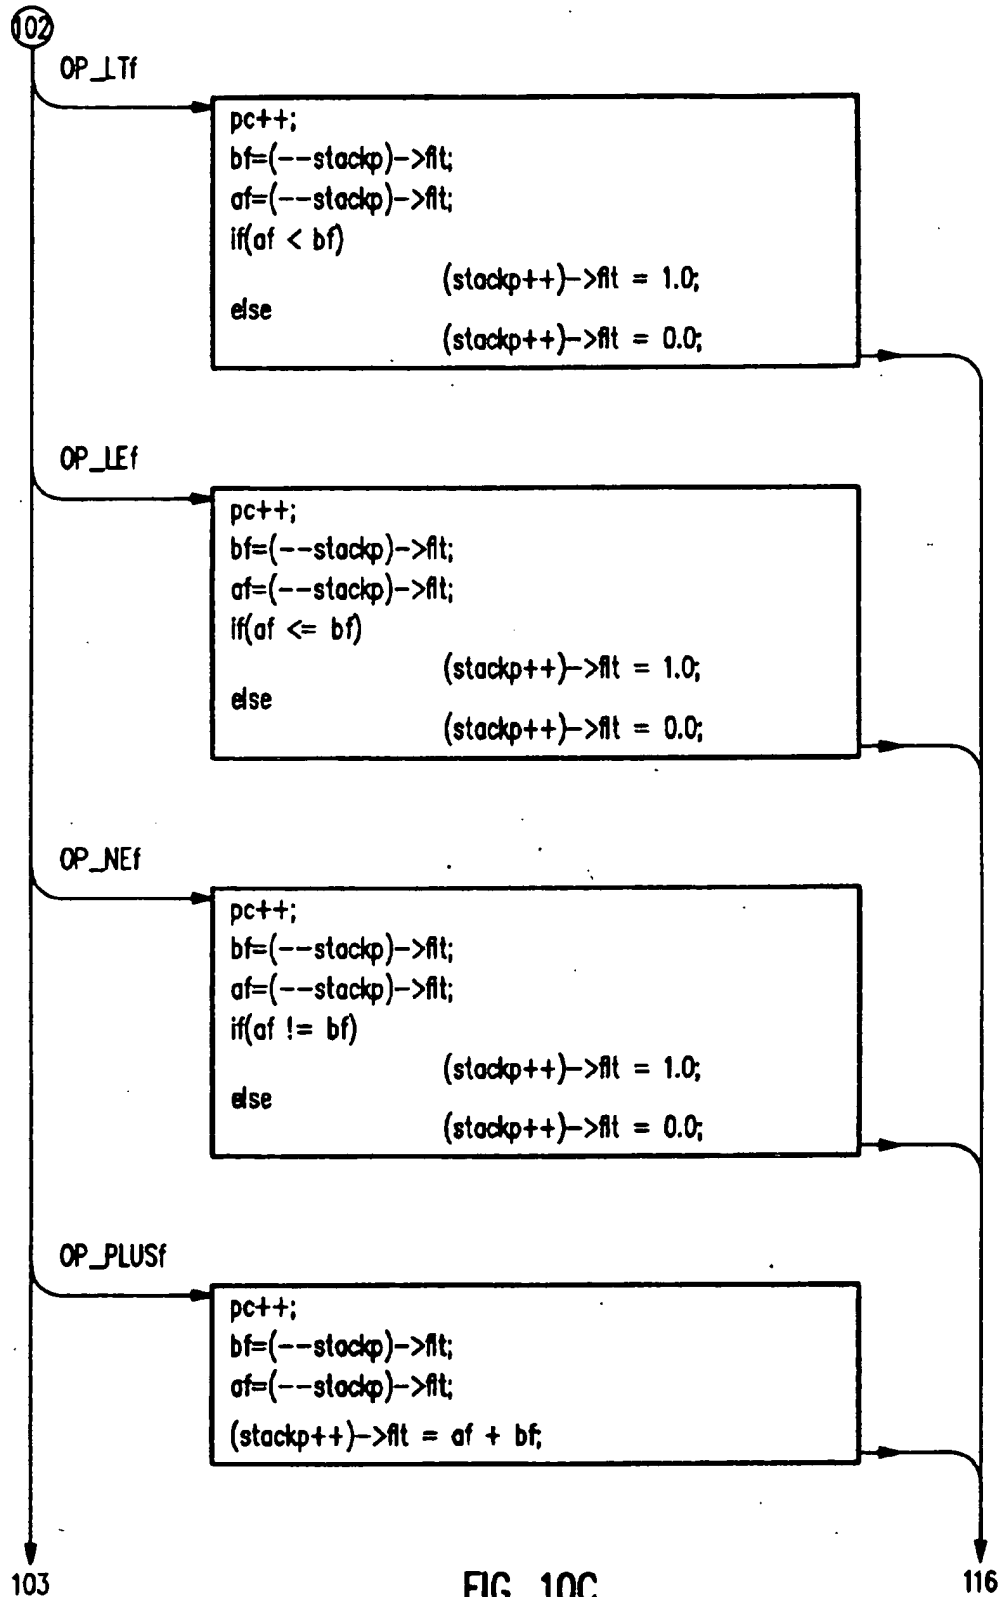 102
OP_LTf
pc++;
bf=(--stackp)->flt;
af=(--stackp)->flt;
if(af < bf)
(stackp++)->flt = 1.0;
else
(stackp++)->flt = 0.0;
OP_LEf
pc++;
bf=(--stackp)->flt;
af=(--stackp)->flt;
if(af <= bf)
(stackp++)->flt = 1.0;
else
(stackp++)->flt = 0.0;
OP_NEf
pc++;
bf=(--stackp)->flt;
af=(--stackp)->flt;
if(af != bf)
(stackp++)->flt = 1.0;
else
(stackp++)->flt = 0.0;
OP_PLUSf
pc++;
bf=(--stackp)->flt;
af=(--stackp)->flt;
(stackp++)->flt = af + bf;
103
FIG. 10C
116